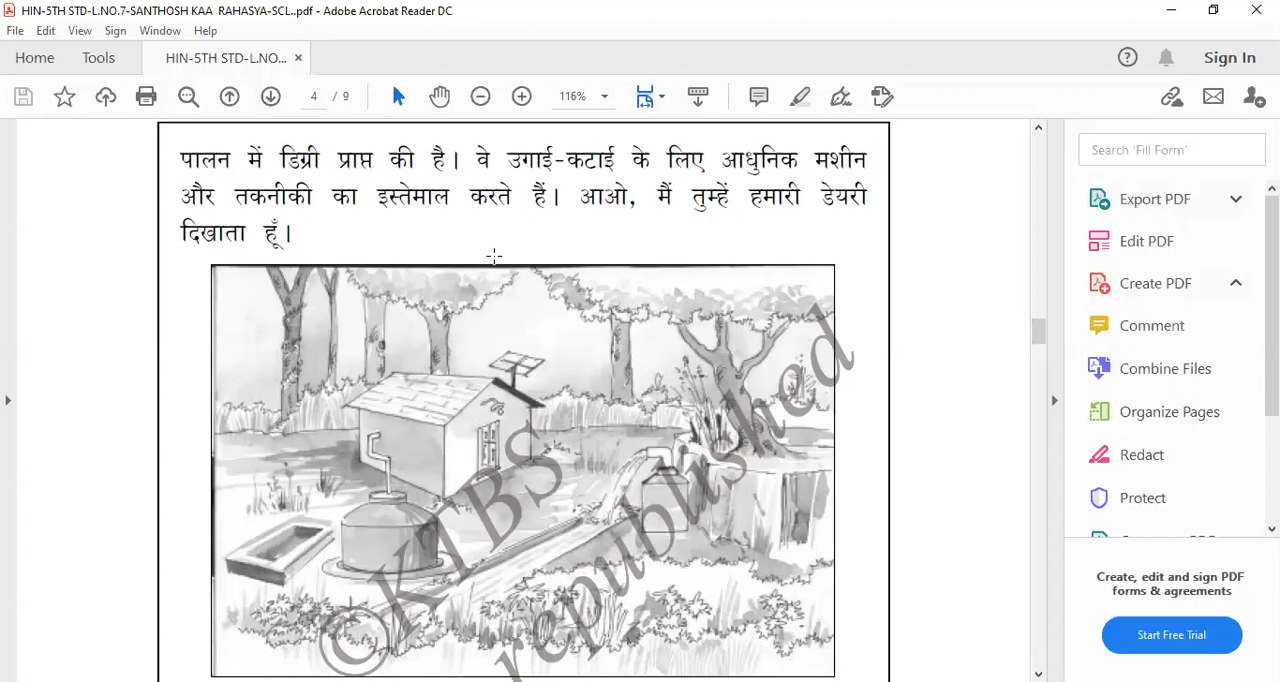 HIN-5TH STD-L.NO.7-SANTHOSH KAA RAHASYA-SCL..pdf - Adobe Acrobat Reader DC
File Edit View Sign Window Help
Home Tools HIN-5TH STD-L.NO... × Sign In
4 / 9 116%
पालन में डिग्री प्राप्त की है। वे उगाई-कटाई के लिए आधुनिक मशीन
और तकनीकी का इस्तेमाल करते हैं। आओ, मैं तुम्हें हमारी डेयरी
दिखाता हूँ।
©KTBS
republished
Search 'Fill Form'
Export PDF
Edit PDF
Create PDF
Comment
Combine Files
Organize Pages
Redact
Protect
Create, edit and sign PDF
forms & agreements
Start Free Trial